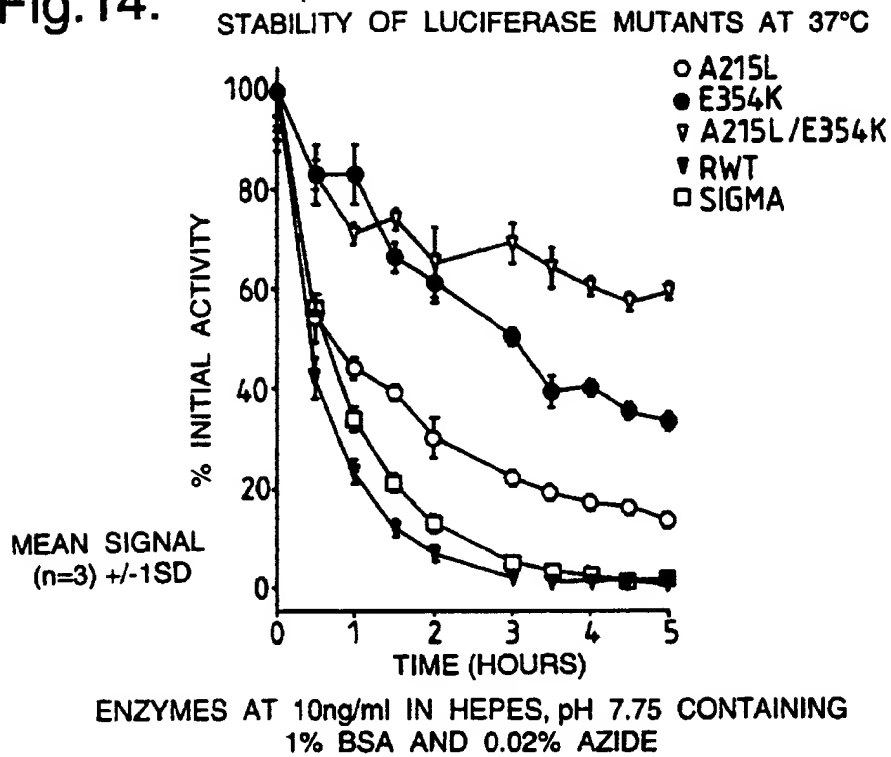 Fig.14.
STABILITY OF LUCIFERASE MUTANTS AT 37°C
A215L
E354K
A215L/E354K
RWT
SIGMA
100
80
60
40
20
0
% INITIAL ACTIVITY
MEAN SIGNAL
(n=3) +/-1SD
0 1 2 3 4 5
TIME (HOURS)
ENZYMES AT 10ng/ml IN HEPES, pH 7.75 CONTAINING
1% BSA AND 0.02% AZIDE